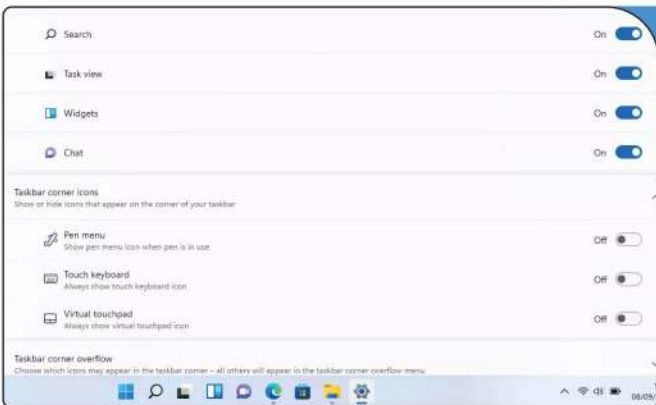 Search On
Task view On
Widgets On
Chat On
Taskbar corner icons
Show or hide icons that appear on the corner of your taskbar
Pen menu Off
Show pen menu icon when pen is in use
Touch keyboard Off
Always show touch keyboard icon
Virtual touchpad Off
Always show virtual touchpad icon
Taskbar corner overflow
Choose which icons may appear in the taskbar corner – all others will appear in the taskbar corner overflow menu
08/09/